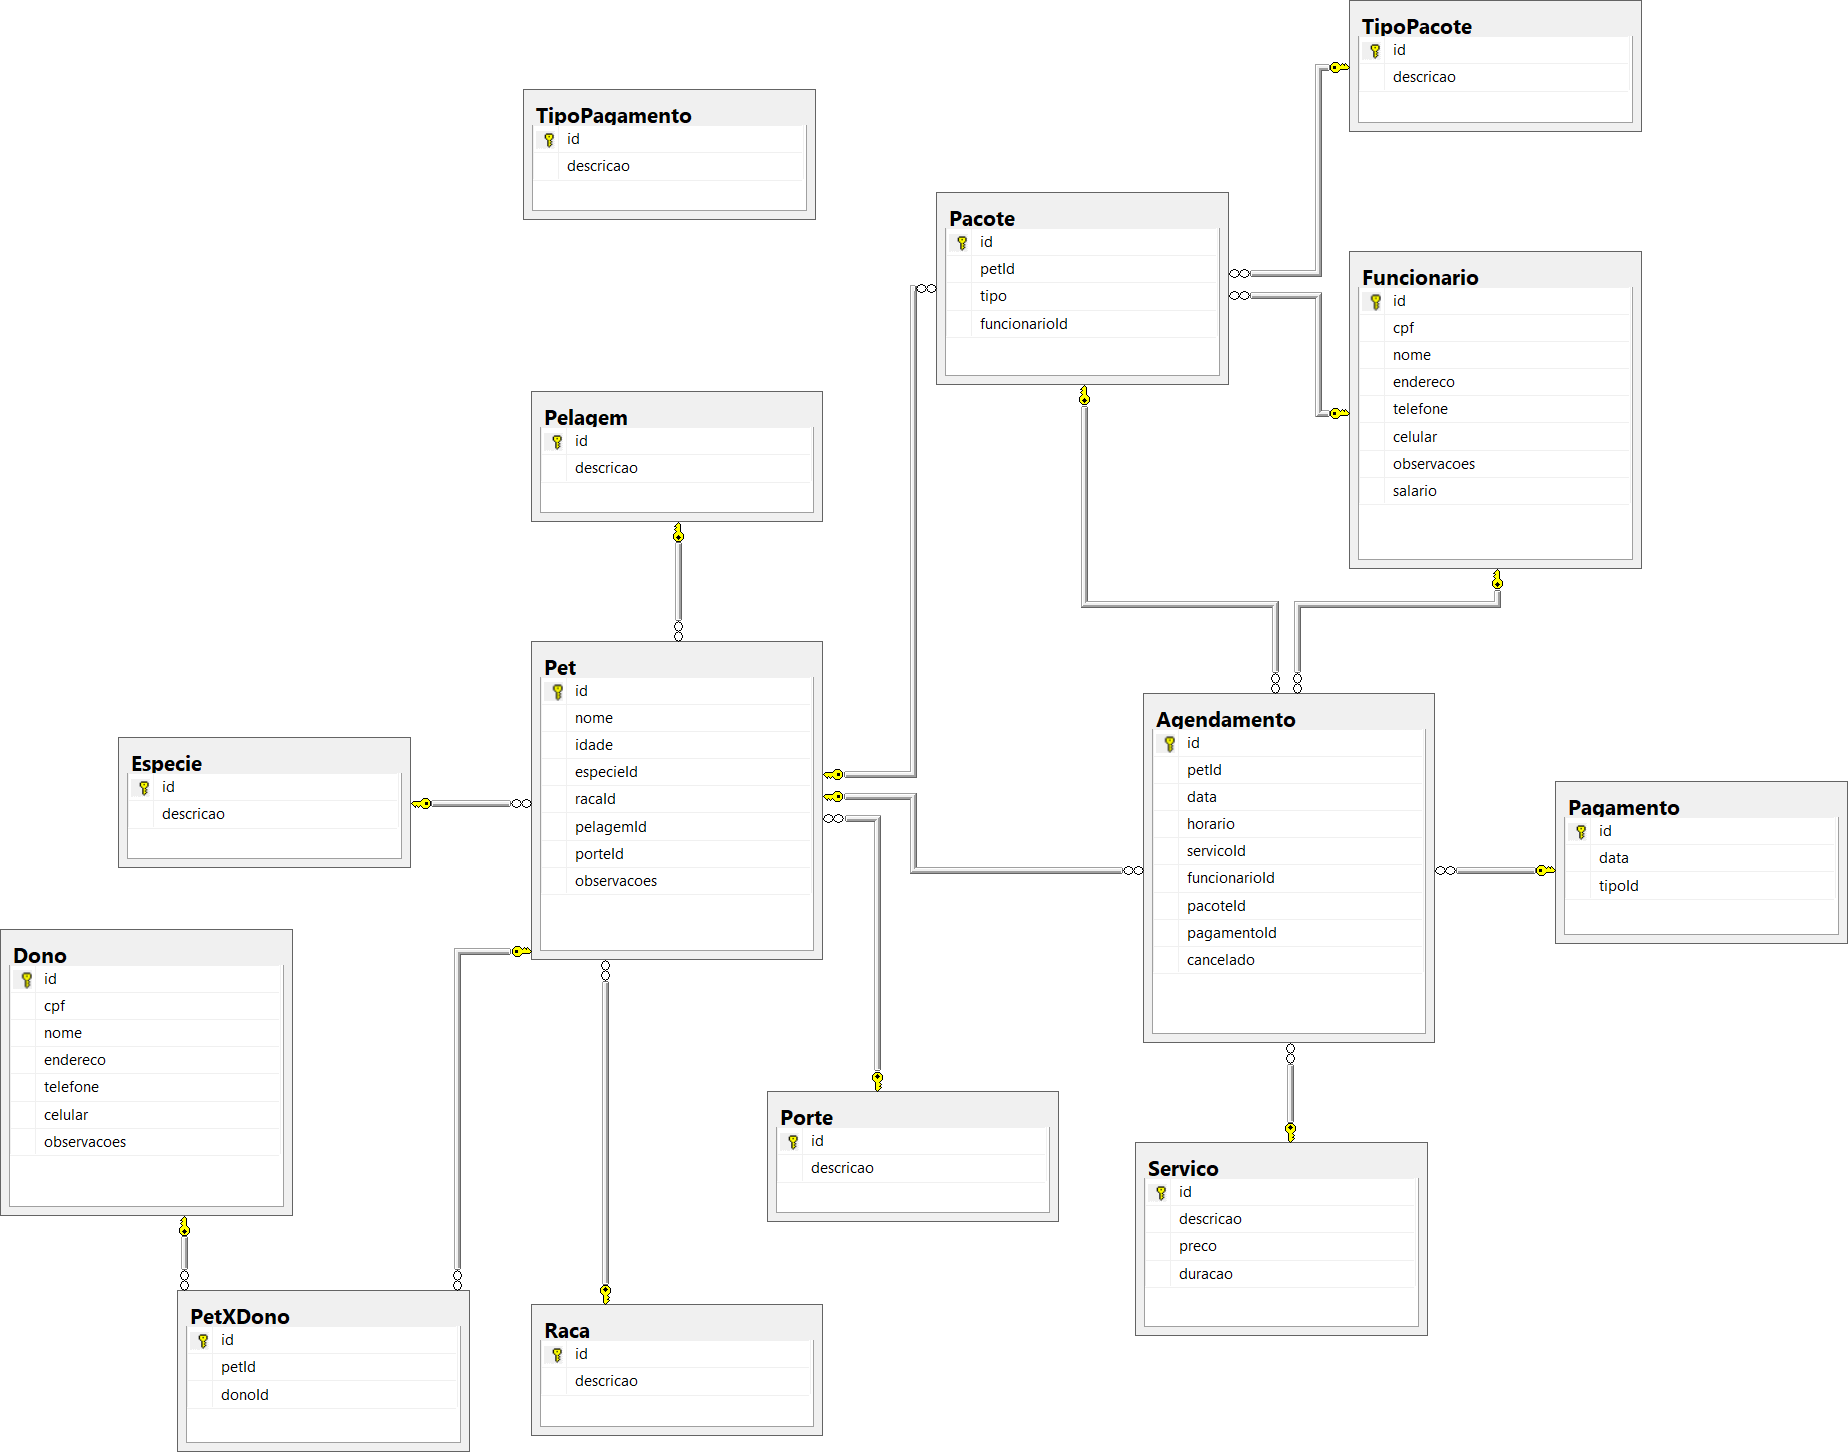 TipoPacote
id
descricao
TipoPagamento
id
descricao
Pacote
id
petId
tipo
funcionarioId
Funcionario
id
cpf
nome
endereco
telefone
celular
observacoes
salario
Pelagem
id
descricao
Pet
id
nome
idade
especieId
racaId
pelagemId
porteId
observacoes
Agendamento
id
petId
data
horario
servicoId
funcionarioId
pacoteId
pagamentoId
cancelado
Especie
id
descricao
Pagamento
id
data
tipoId
Dono
id
cpf
nome
endereco
telefone
celular
observacoes
Porte
id
descricao
Servico
id
descricao
preco
duracao
PetXDono
id
petId
donoId
Raca
id
descricao